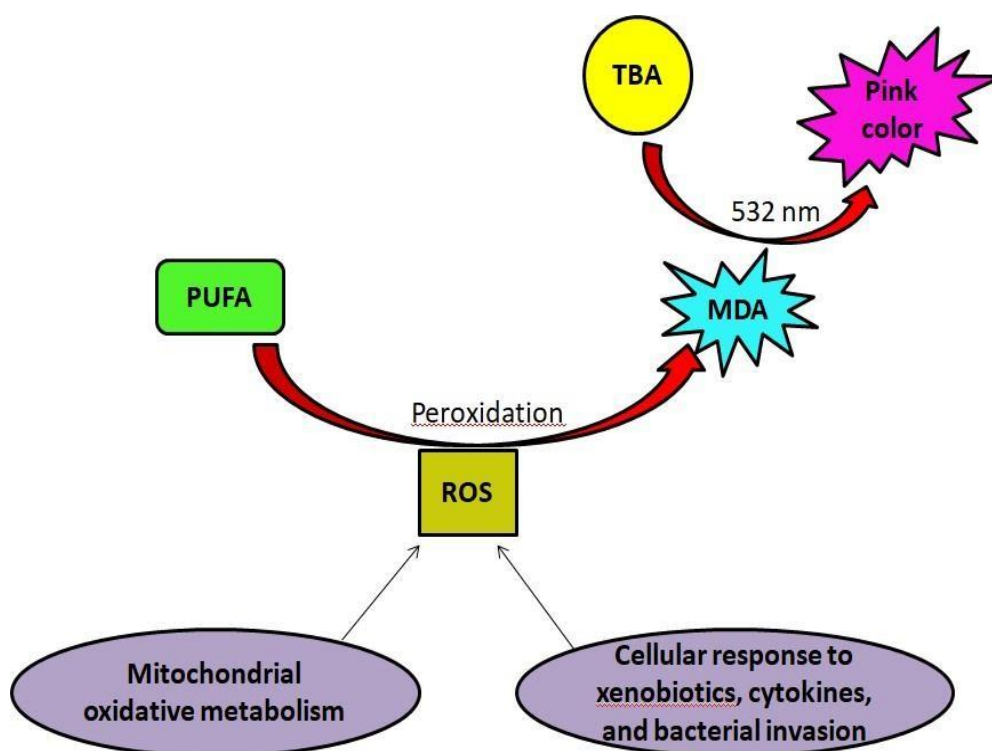 TBA
Pink
color
532 nm
PUFA
MDA
Peroxidation
ROS
Mitochondrial
oxidative metabolism
Cellular response to
xenobiotics, cytokines,
and bacterial invasion